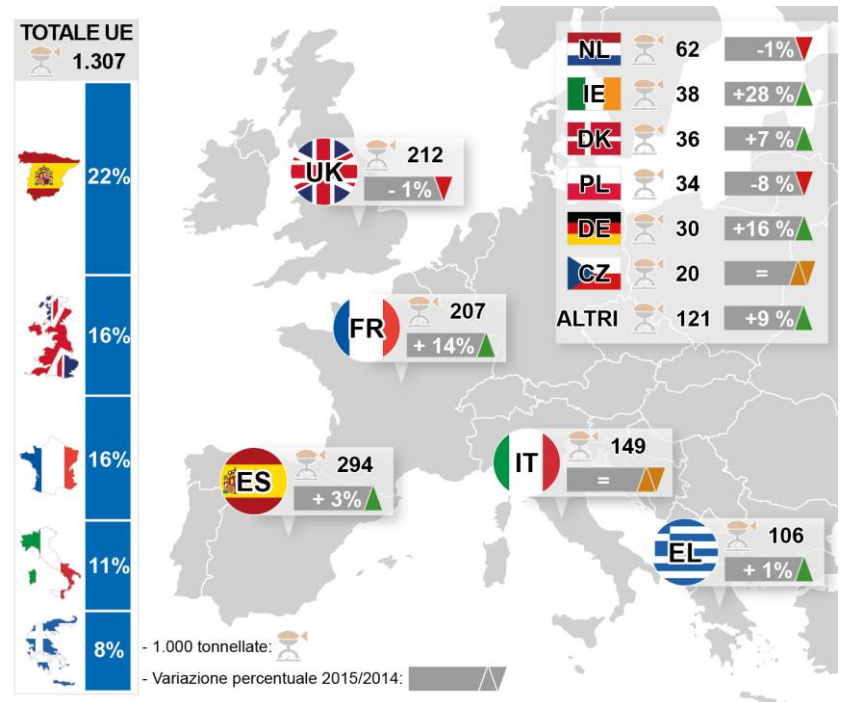 TOTALE UE
1.307
22%
16%
16%
11%
8%
UK
212
- 1%
FR
207
+ 14%
ES
294
+ 3%
IT
149
=
EL
106
+ 1%
NL 62 -1%
IE 38 +28 %
DK 36 +7 %
PL 34 -8 %
DE 30 +16 %
CZ 20 =
ALTRI 121 +9 %
- 1.000 tonnellate:
- Variazione percentuale 2015/2014: